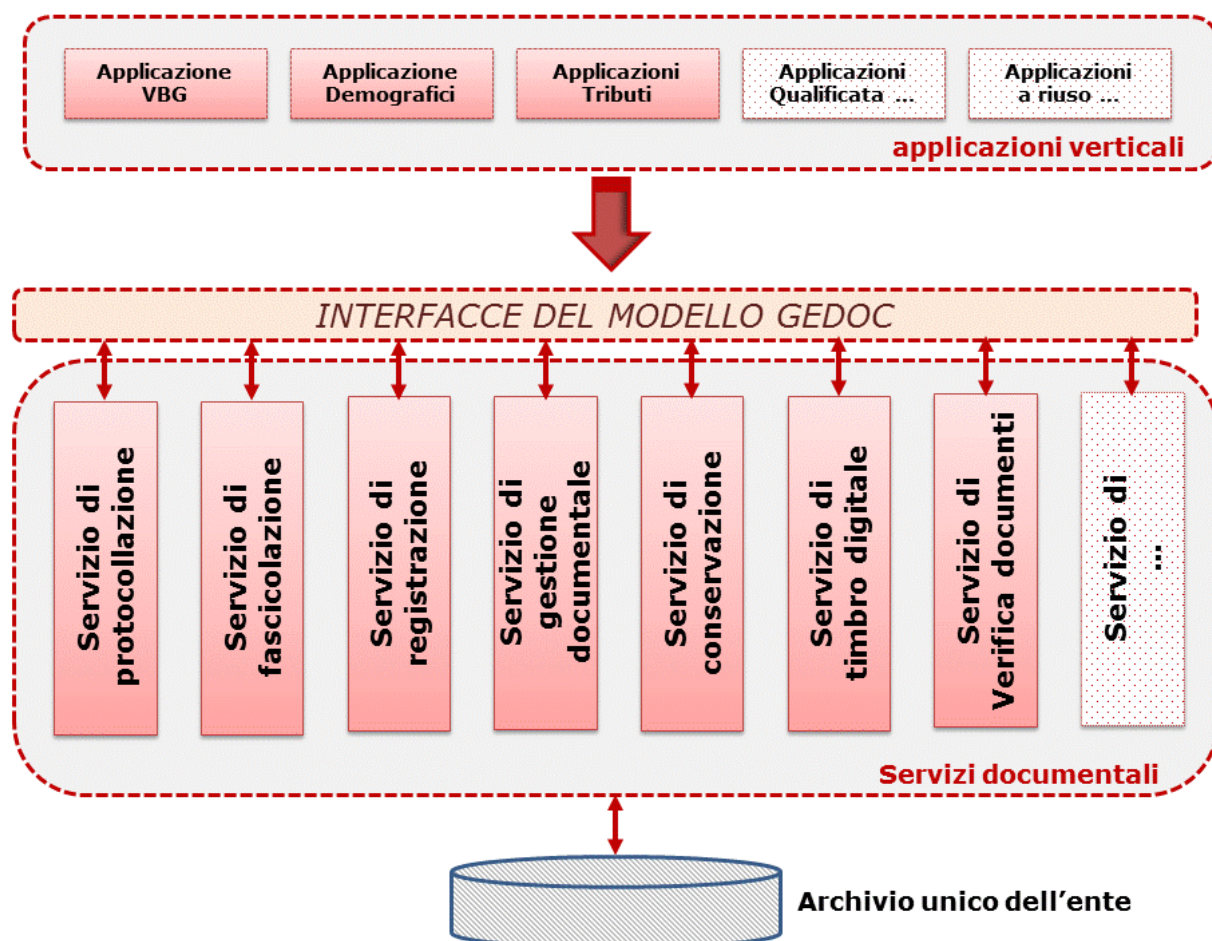 Applicazione
VBG
Applicazione
Demografici
Applicazioni
Tributi
Applicazioni
Qualificata ...
Applicazioni
a riuso ...
applicazioni verticali
INTERFACCE DEL MODELLO GEDOC
Servizio di
protocollazione
Servizio di
fascicolazione
Servizio di
registrazione
Servizio di
gestione
documentale
Servizio di
conservazione
Servizio di
timbro digitale
Servizio di
Verifica documenti
Servizio di
...
Servizi documentali
Archivio unico dell’ente